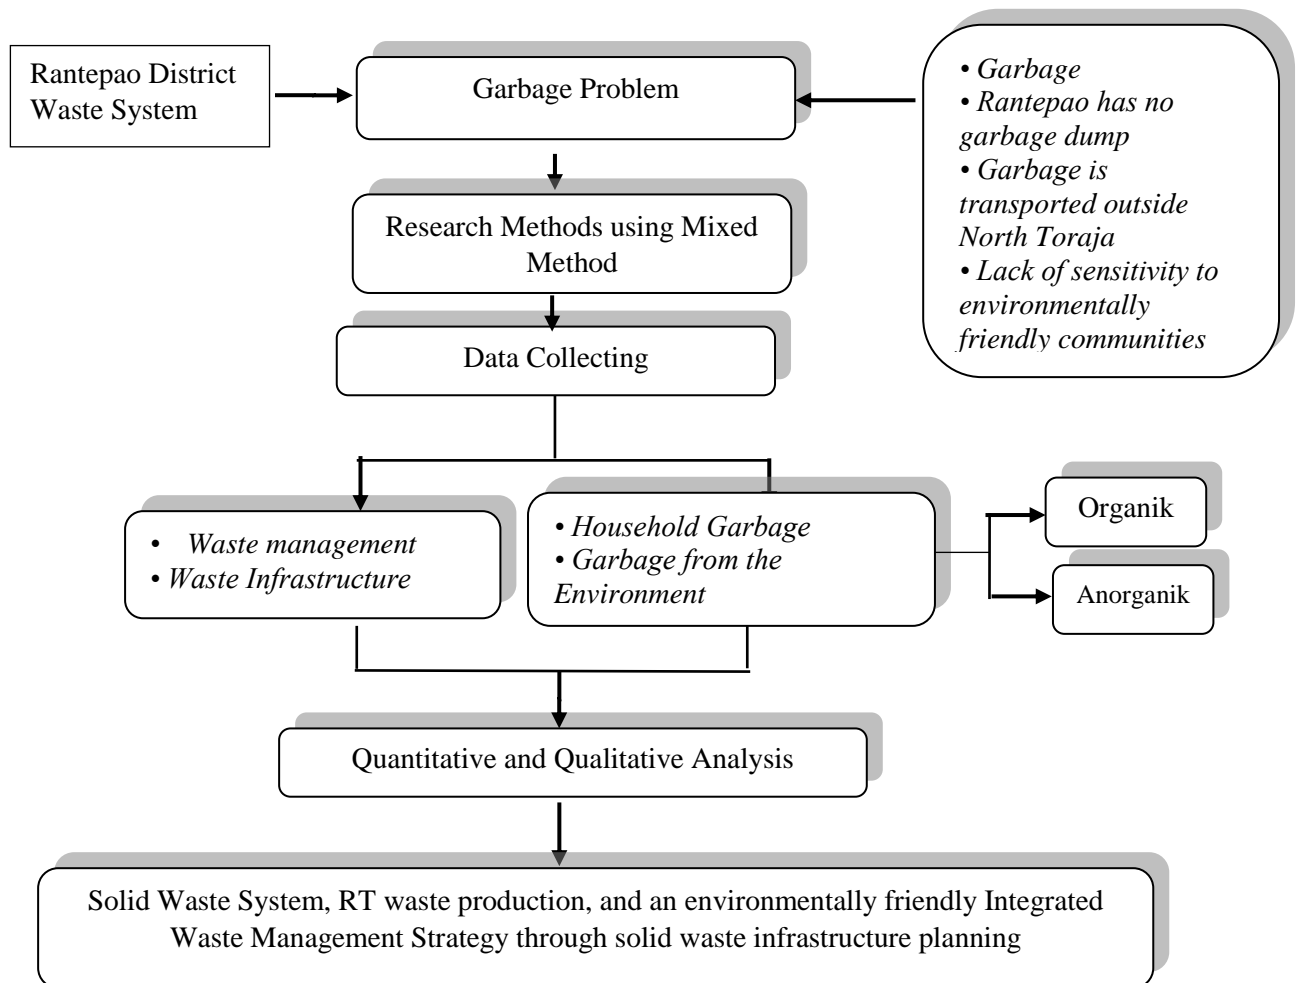 Rantepao District
Waste System
Garbage Problem
• Garbage
• Rantepao has no
garbage dump
• Garbage is
transported outside
North Toraja
• Lack of sensitivity to
environmentally
friendly communities
Research Methods using Mixed
Method
Data Collecting
• Waste management
• Waste Infrastructure
• Household Garbage
• Garbage from the
Environment
Organik
Anorganik
Quantitative and Qualitative Analysis
Solid Waste System, RT waste production, and an environmentally friendly Integrated
Waste Management Strategy through solid waste infrastructure planning